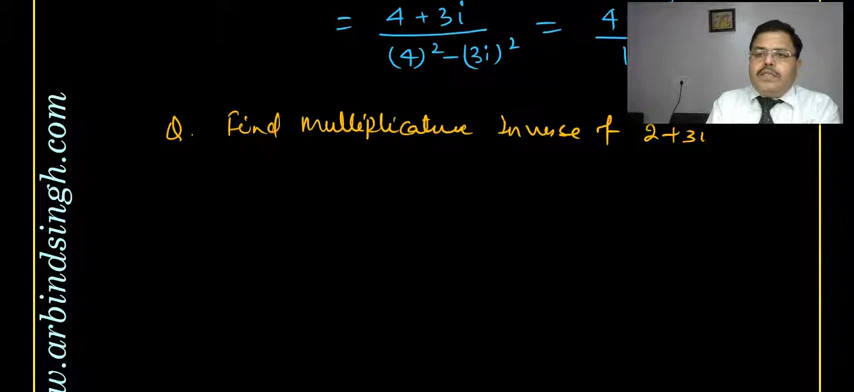 = 4 + 3i / (4)² - (3i)² = 4
Q. Find Multiplicative Inverse of 2+3i
www.arbindsingh.com